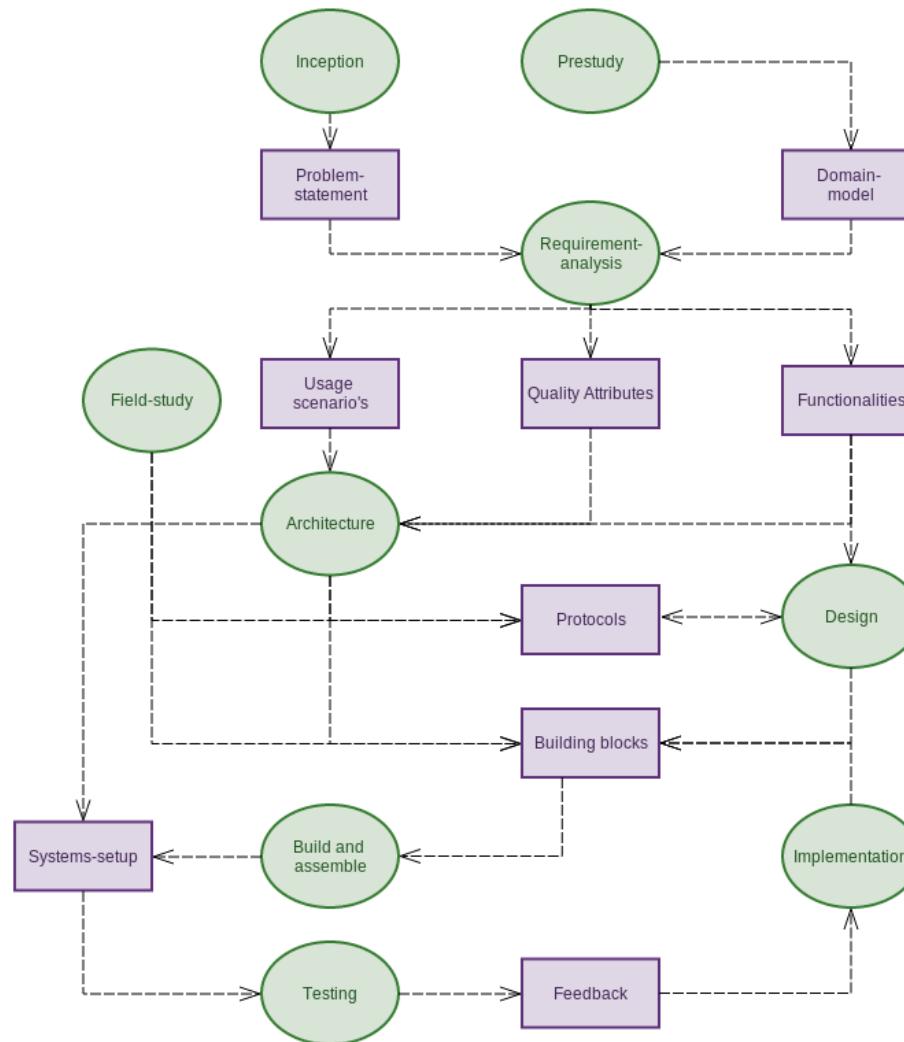 Inception
Prestudy
Problem-
statement
Domain-
model
Requirement-
analysis
Usage
scenario's
Quality Attributes
Functionalities
Field-study
Architecture
Protocols
Design
Building blocks
Systems-setup
Build and
assemble
Implementation
Testing
Feedback